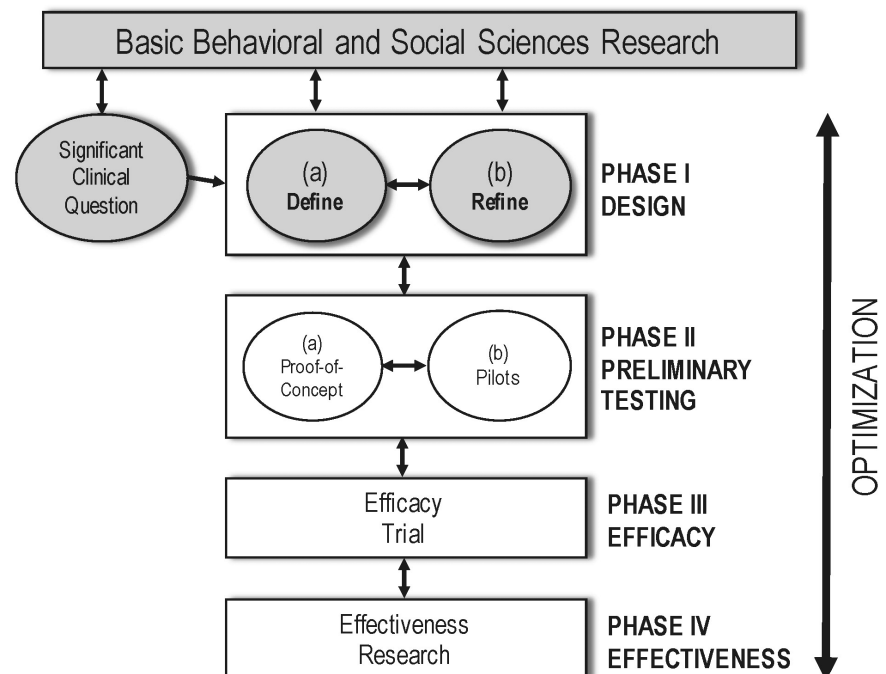 Basic Behavioral and Social Sciences Research
Significant
Clinical
Question
(a)
Define
(b)
Refine
PHASE I
DESIGN
(a)
Proof-of-
Concept
(b)
Pilots
PHASE II
PRELIMINARY
TESTING
Efficacy
Trial
PHASE III
EFFICACY
Effectiveness
Research
PHASE IV
EFFECTIVENESS
OPTIMIZATION